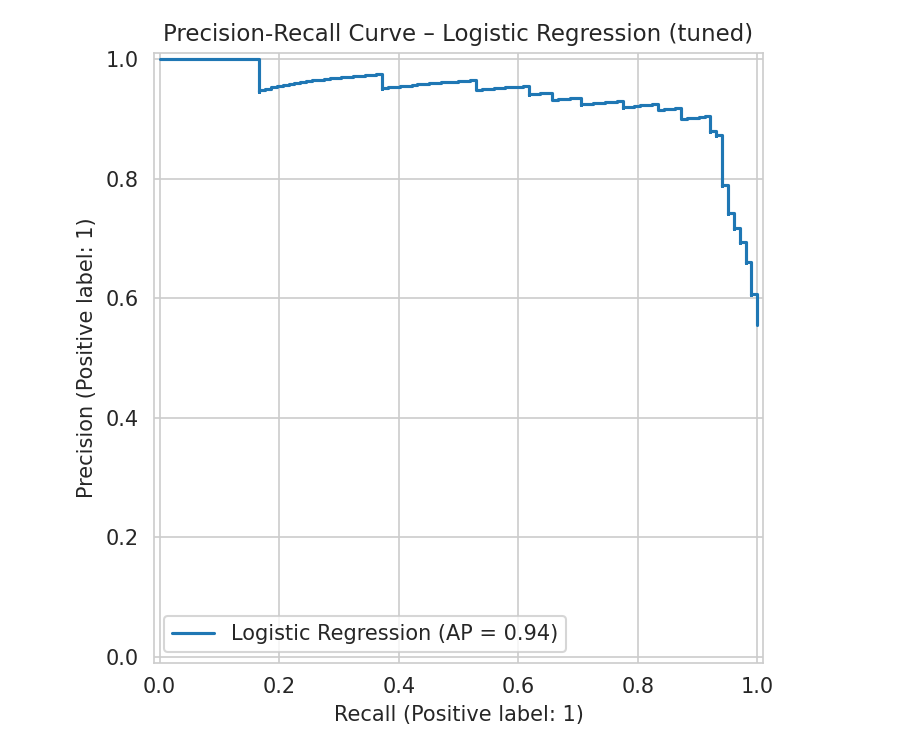 Precision-Recall Curve – Logistic Regression (tuned)
Precision (Positive label: 1)
1.0
0.8
0.6
0.4
0.2
0.0
Logistic Regression (AP = 0.94)
0.0 0.2 0.4 0.6 0.8 1.0
Recall (Positive label: 1)